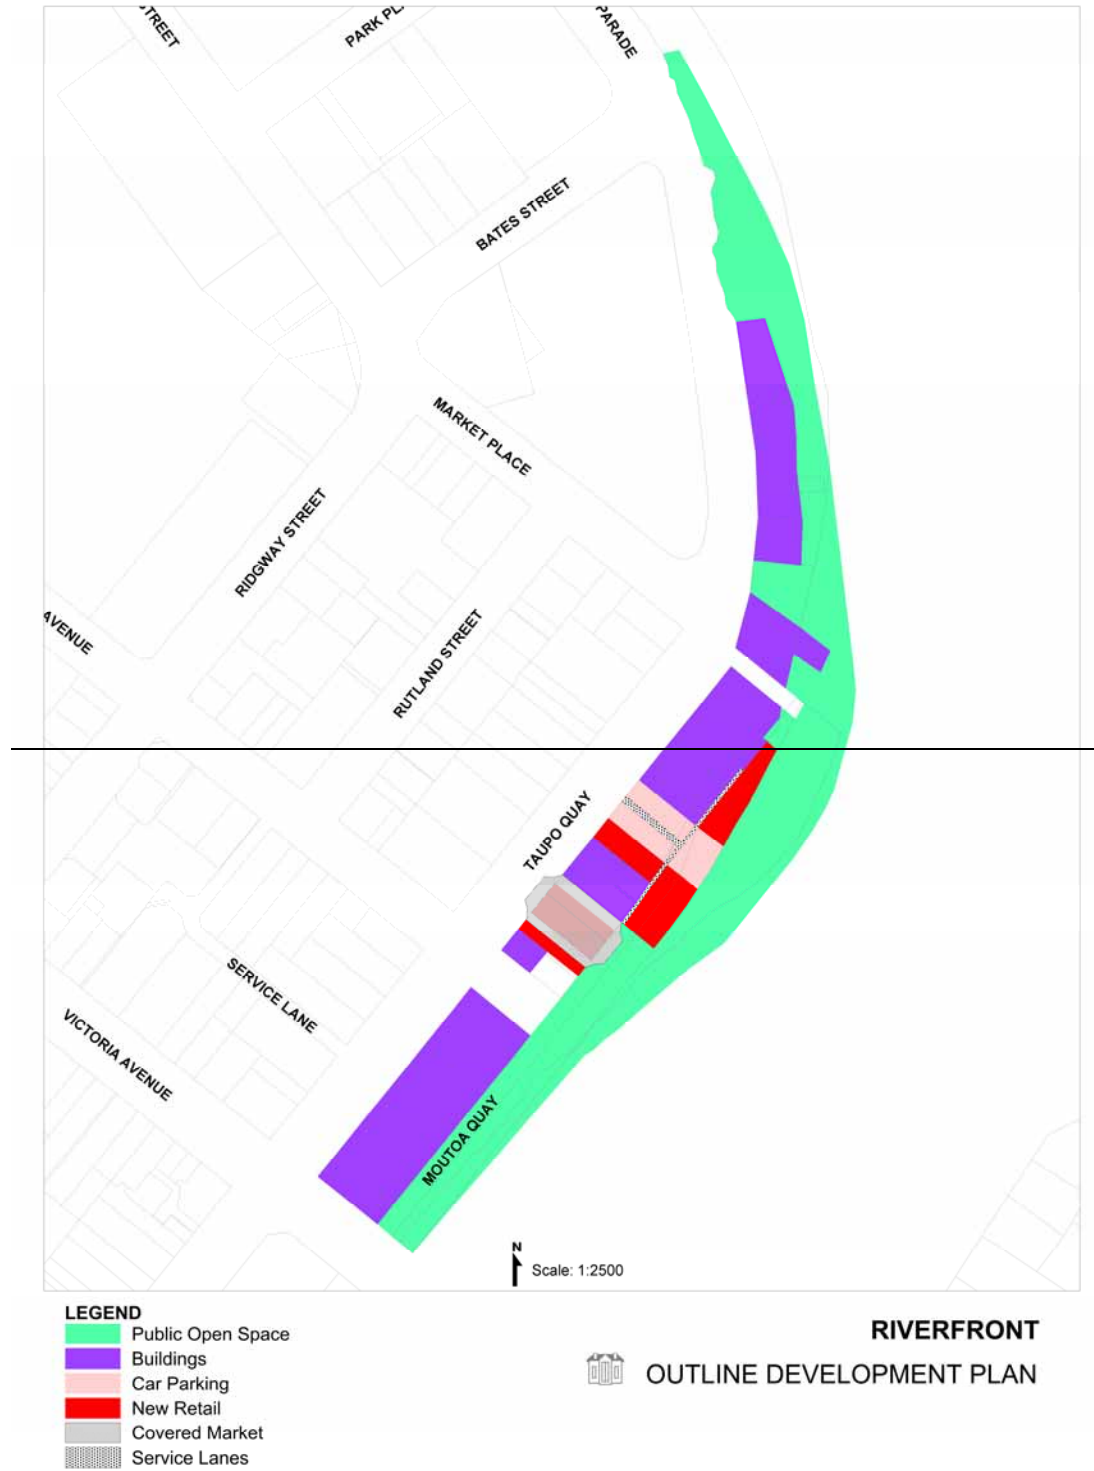 STREET
PARK PL
PARADE
BATES STREET
MARKET PLACE
RIDGWAY STREET
AVENUE
RUTLAND STREET
TAUPO QUAY
SERVICE LANE
VICTORIA AVENUE
MOUTOA QUAY
N
Scale: 1:2500
LEGEND
Public Open Space
Buildings
Car Parking
New Retail
Covered Market
Service Lanes
RIVERFRONT
OUTLINE DEVELOPMENT PLAN